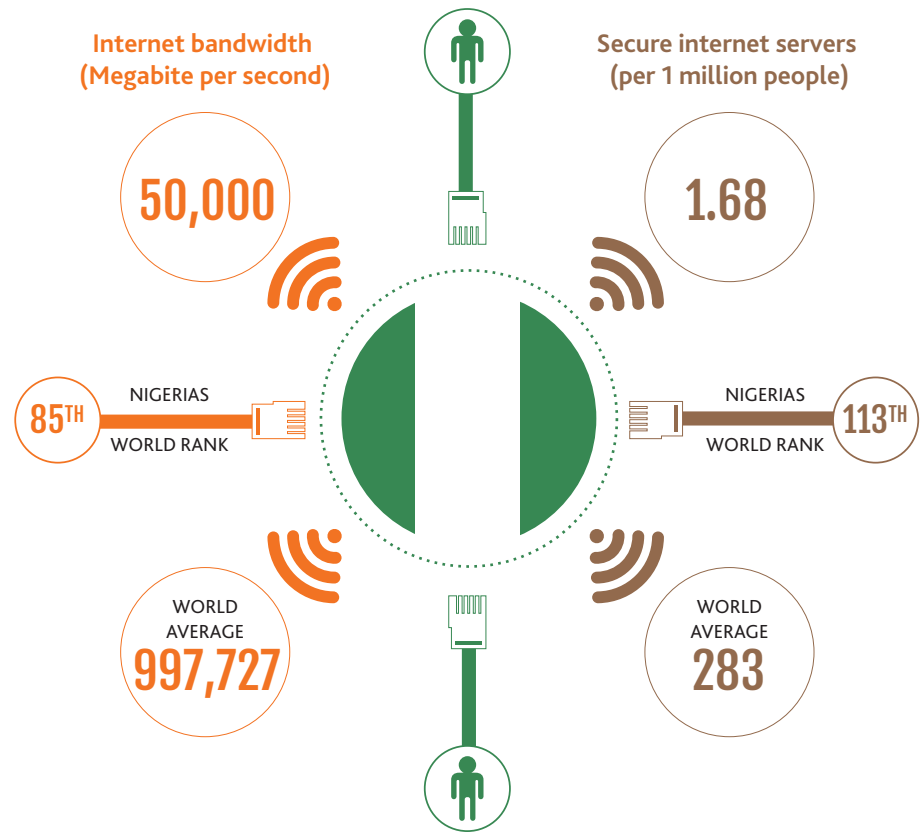 Internet bandwidth
(Megabite per second)
50,000
Secure internet servers
(per 1 million people)
1.68
85TH
NIGERIAS
WORLD RANK
NIGERIAS
WORLD RANK
113TH
WORLD
AVERAGE
997,727
WORLD
AVERAGE
283